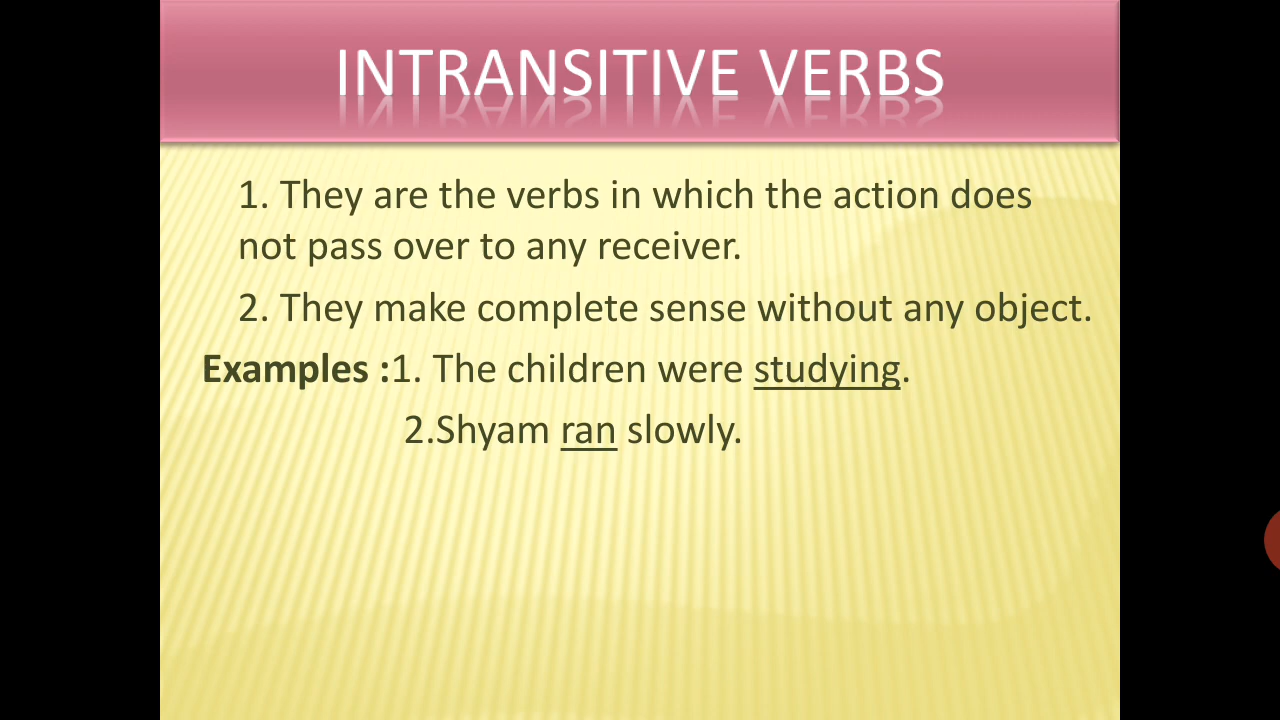 INTRANSITIVE VERBS
1. They are the verbs in which the action does
not pass over to any receiver.
2. They make complete sense without any object.
Examples :1. The children were studying.
2.Shyam ran slowly.